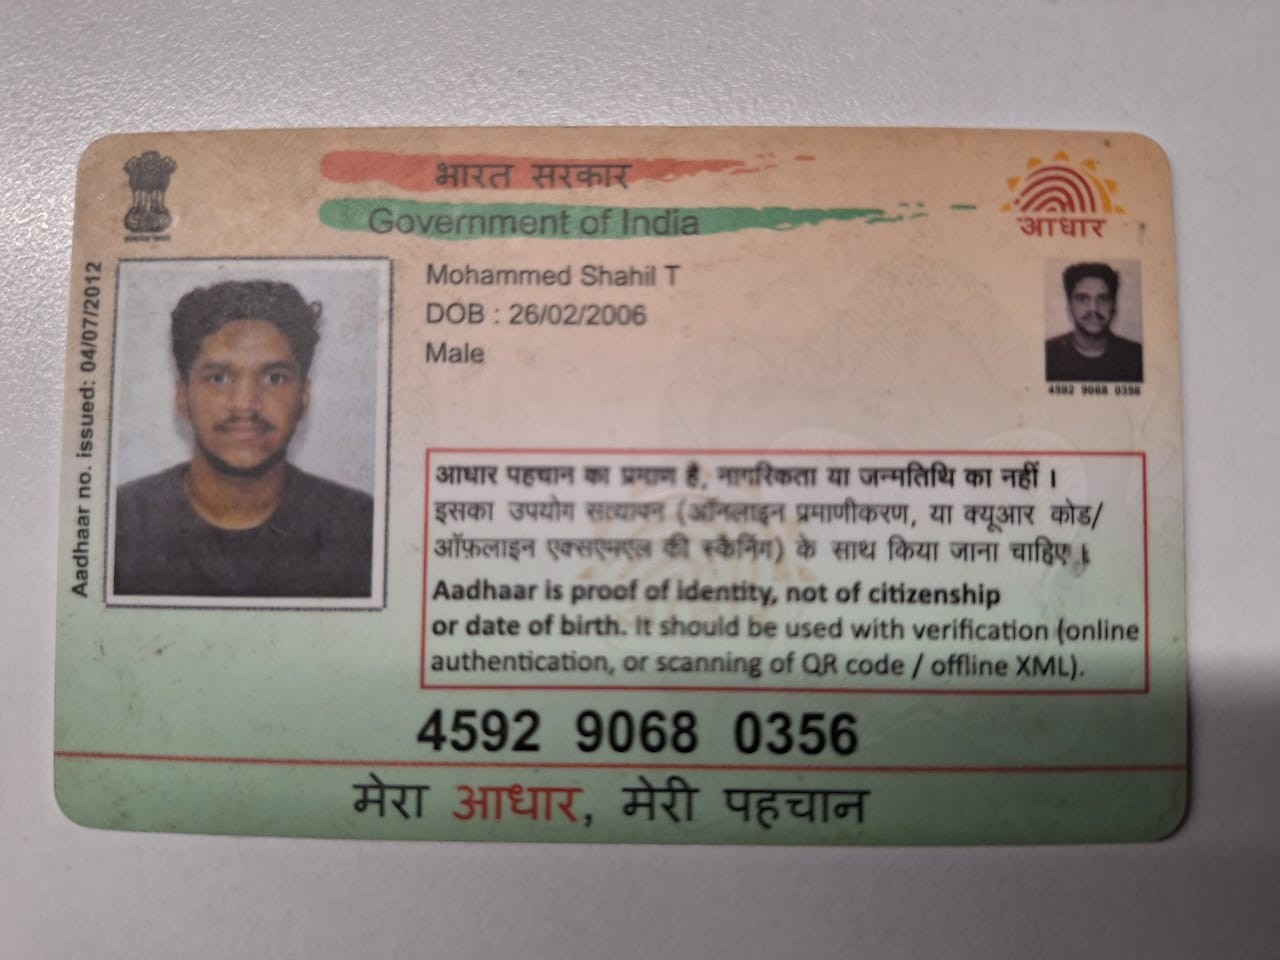 भारत सरकार
Government of India
आधार
Aadhaar no. issued: 04/07/2012
Mohammed Shahil T
DOB : 26/02/2006
Male
4592 9068 0356
आधार पहचान का प्रमाण है, नागरिकता या जन्मतिथि का नहीं ।
इसका उपयोग सत्यापन (ऑनलाइन प्रमाणीकरण, या क्यूआर कोड/
ऑफ़लाइन एक्सएमएल की स्कैनिंग) के साथ किया जाना चाहिए ।
Aadhaar is proof of identity, not of citizenship
or date of birth. It should be used with verification (online
authentication, or scanning of QR code / offline XML).
4592 9068 0356
मेरा आधार, मेरी पहचान